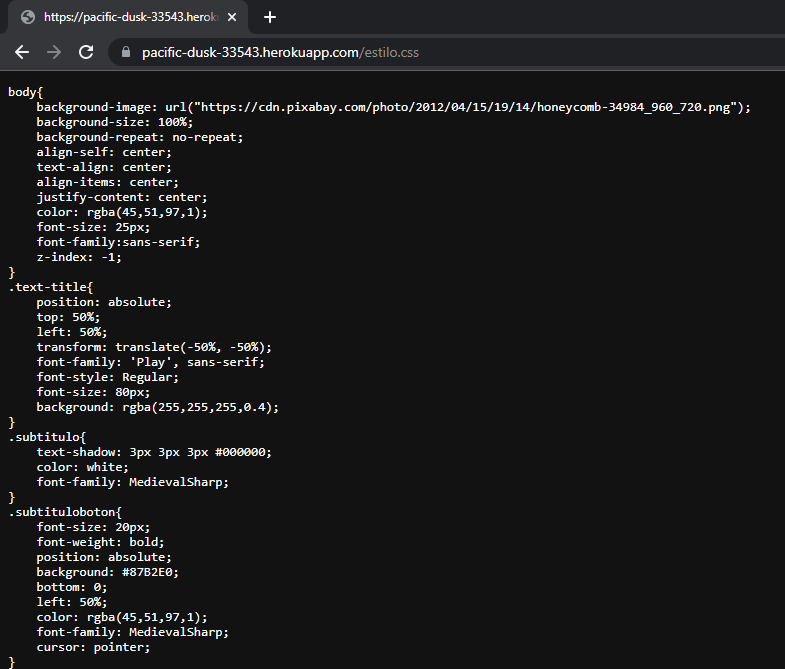 https://pacific-dusk-33543.herok
pacific-dusk-33543.herokuapp.com/estilo.css
body{
    background-image: url("https://cdn.pixabay.com/photo/2012/04/15/19/14/honeycomb-34984_960_720.png");
    background-size: 100%;
    background-repeat: no-repeat;
    align-self: center;
    text-align: center;
    align-items: center;
    justify-content: center;
    color: rgba(45,51,97,1);
    font-size: 25px;
    font-family:sans-serif;
    z-index: -1;
}
.text-title{
    position: absolute;
    top: 50%;
    left: 50%;
    transform: translate(-50%, -50%);
    font-family: 'Play', sans-serif;
    font-style: Regular;
    font-size: 80px;
    background: rgba(255,255,255,0.4);
}
.subtitulo{
    text-shadow: 3px 3px 3px #000000;
    color: white;
    font-family: MedievalSharp;
}
.subtituloboton{
    font-size: 20px;
    font-weight: bold;
    position: absolute;
    background: #87B2E0;
    bottom: 0;
    left: 50%;
    color: rgba(45,51,97,1);
    font-family: MedievalSharp;
    cursor: pointer;
}